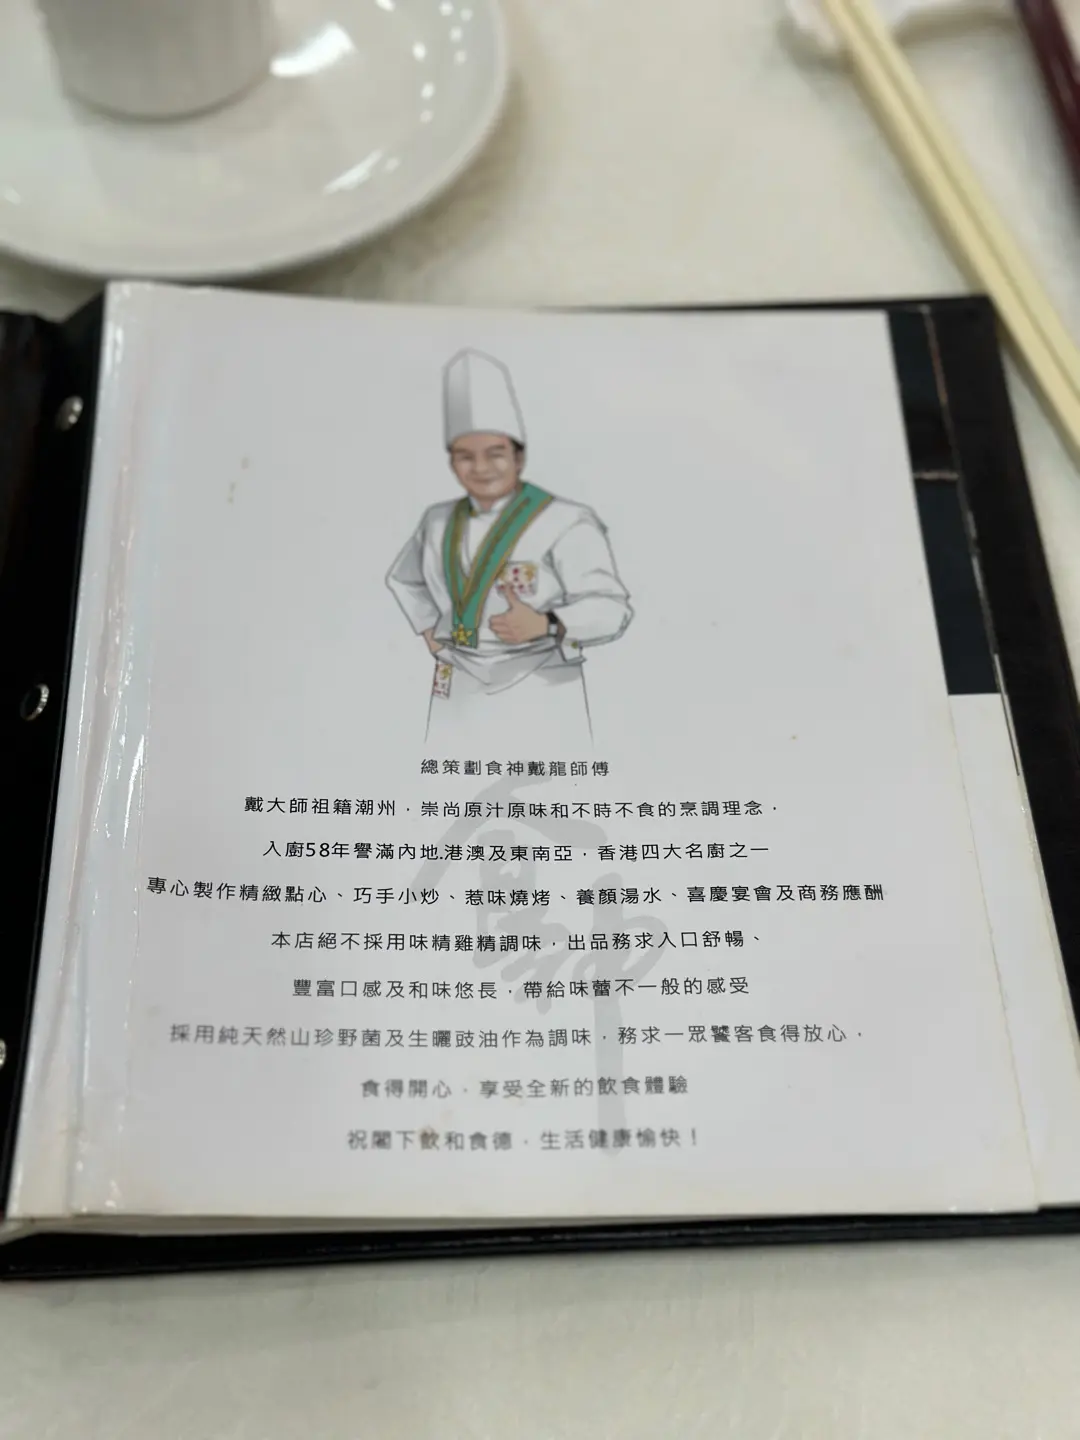 總策劃食神戴龍師傅
戴大師祖籍潮州，崇尚原汁原味和不時不食的烹調理念，
入廚58年譽滿內地.港澳及東南亞，香港四大名廚之一
專心製作精緻點心、巧手小炒、惹味燒烤、養顏湯水、喜慶宴會及商務應酬
本店絕不採用味精雞精調味，出品務求入口舒暢、
豐富口感及和味悠長，帶給味蕾不一般的感受
採用純天然山珍野菌及生曬豉油作為調味，務求一眾饕客食得放心，
食得開心，享受全新的飲食體驗
祝閣下飲和食德，生活健康愉快！
食神